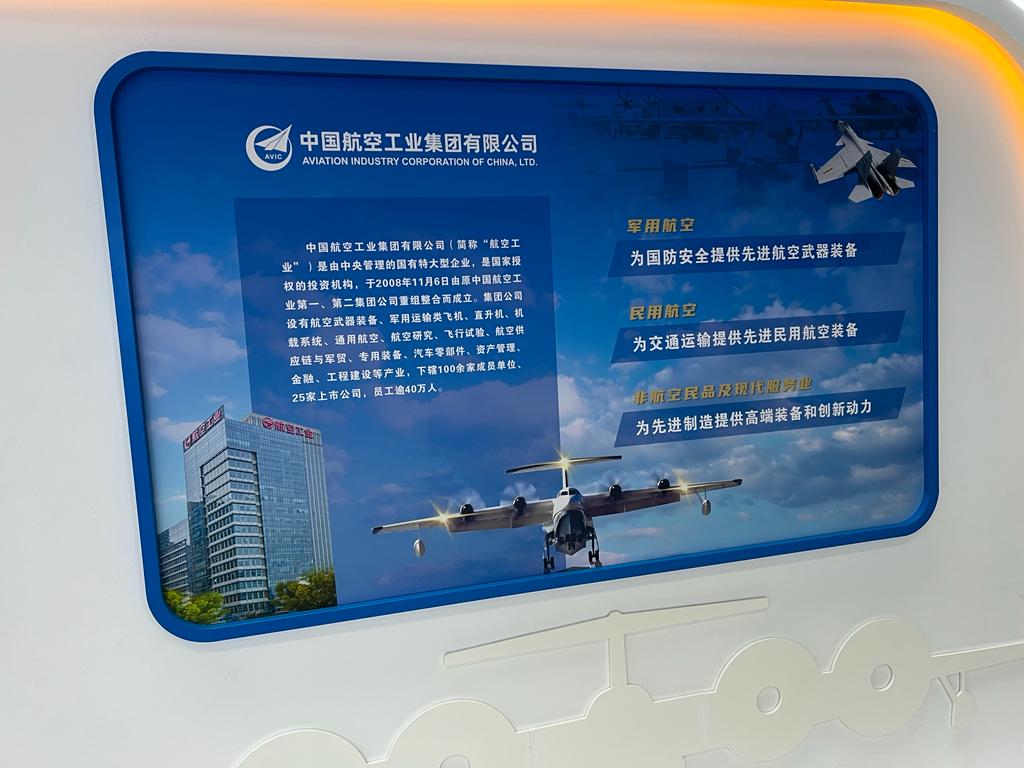 中国航空工业集团有限公司
AVIC
AVIATION INDUSTRY CORPORATION OF CHINA, LTD.
中国航空工业集团有限公司（简称“航空工
业”）是由中央管理的国有特大型企业，是国家授
权的投资机构，于2008年11月6日由原中国航空工
业第一、第二集团公司重组整合而成立。集团公司
设有航空武器装备、军用运输类飞机、直升机、机
载系统、通用航空、航空研究、飞行试验、航空供
应链与军贸、专用装备、汽车零部件、资产管理、
金融、工程建设等产业，下辖100余家成员单位、
25家上市公司，员工逾40万人。
军用航空
为国防安全提供先进航空武器装备
民用航空
为交通运输提供先进民用航空装备
非航空民品及现代服务业
为先进制造提供高端装备和创新动力
航空工业
航空工业